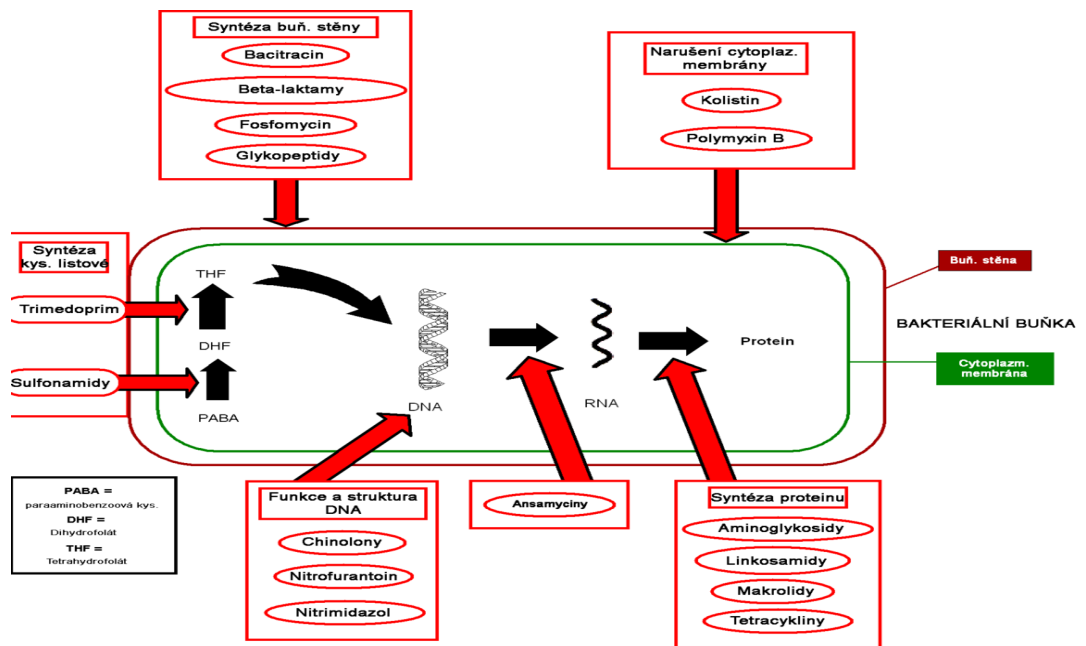 Syntéza buň. stěny
Bacitracin
Beta-laktamy
Fosfomycin
Glykopeptidy
Narušení cytoplaz.
membrány
Kolistin
Polymyxin B
Syntéza
kys. listové
Trimedoprim
Sulfonamidy
THF
DHF
PABA
DNA
RNA
Protein
Buň. stěna
BAKTERIÁLNÍ BUŇKA
Cytoplazm.
membrána
PABA =
paraaminobenzoová kys.
DHF =
Dihydrofolát
THF =
Tetrahydrofolát
Funkce a struktura
DNA
Chinolony
Nitrofurantoin
Nitrimidazol
Ansamyciny
Syntéza proteinu
Aminoglykosidy
Linkosamidy
Makrolidy
Tetracykliny